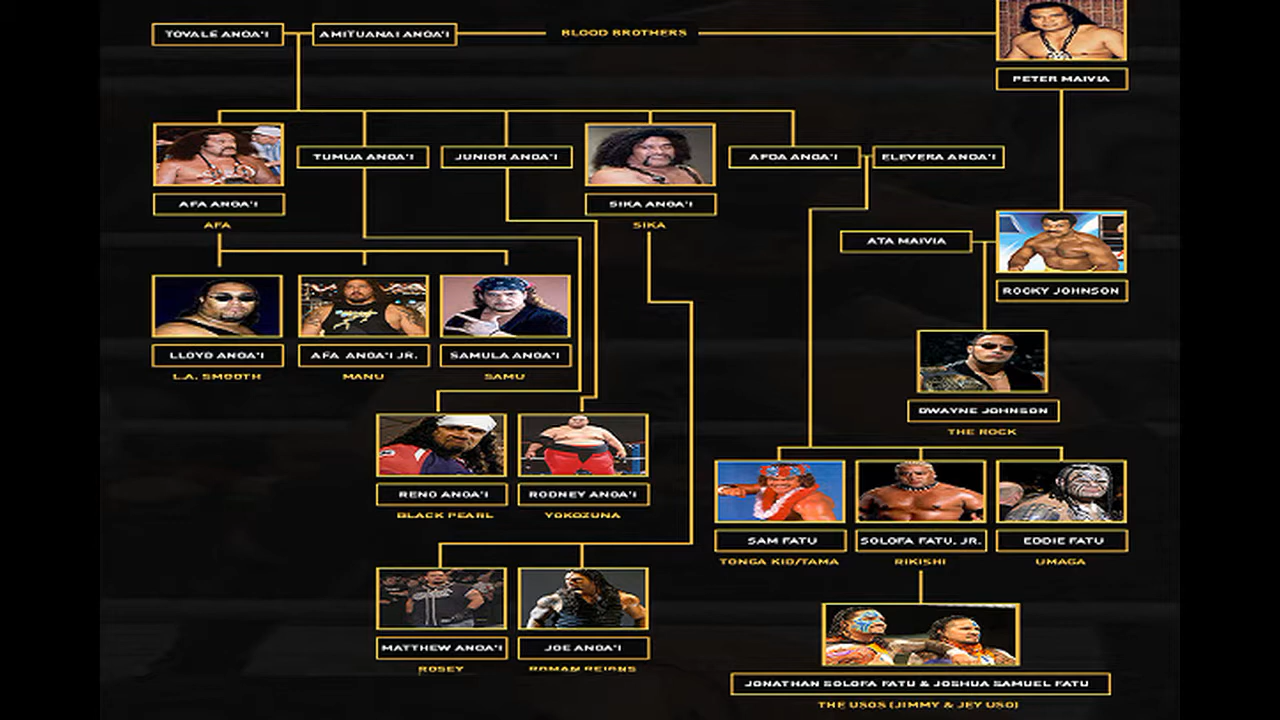 TOVALE ANOA'I
AMITUANAI ANOA'I
BLOOD BROTHERS
PETER MAIVIA
TUMUA ANOA'I
JUNIOR ANOA'I
AFOA ANOA'I
ELEVERA ANOA'I
AFA ANOA'I
AFA
SIKA ANOA'I
SIKA
ATA MAIVIA
ROCKY JOHNSON
LLOYD ANOA'I
L.A. SMOOTH
AFA ANOA'I JR.
MANU
SAMULA ANOA'I
SAMU
DWAYNE JOHNSON
THE ROCK
RENO ANOA'I
BLACK PEARL
RODNEY ANOA'I
YOKOZUNA
SAM FATU
TONGA KID/TAMA
SOLOFA FATU, JR.
RIKISHI
EDDIE FATU
UMAGA
MATTHEW ANOA'I
ROSEY
JOE ANOA'I
ROMAN REIGNS
JONATHAN SOLOFA FATU & JOSHUA SAMUEL FATU
THE USOS (JIMMY & JEY USO)